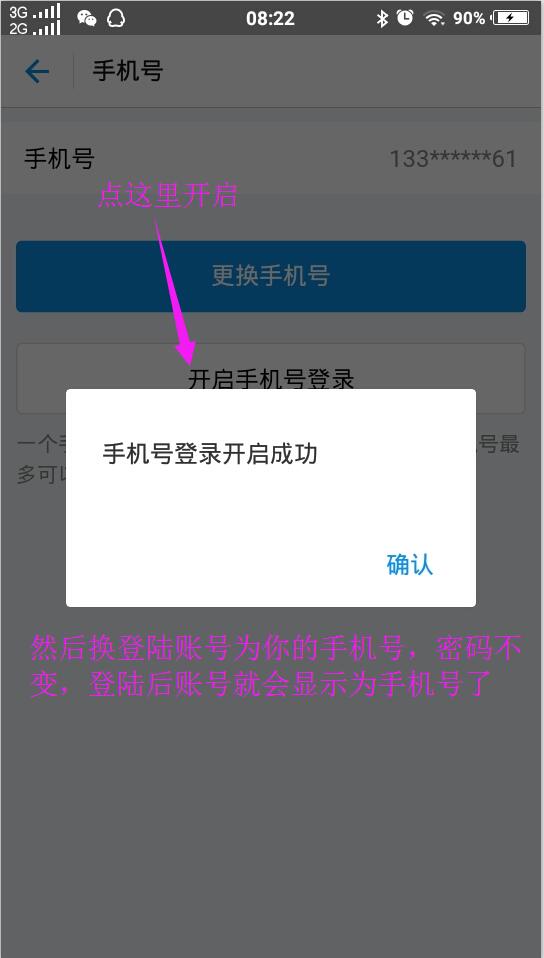 3G
2G
08:22
90%
手机号
手机号 133******61
点这里开启
更换手机号
开启手机号登录
一个手
号最
多可
手机号登录开启成功
确认
然后换登陆账号为你的手机号，密码不
变，登陆后账号就会显示为手机号了